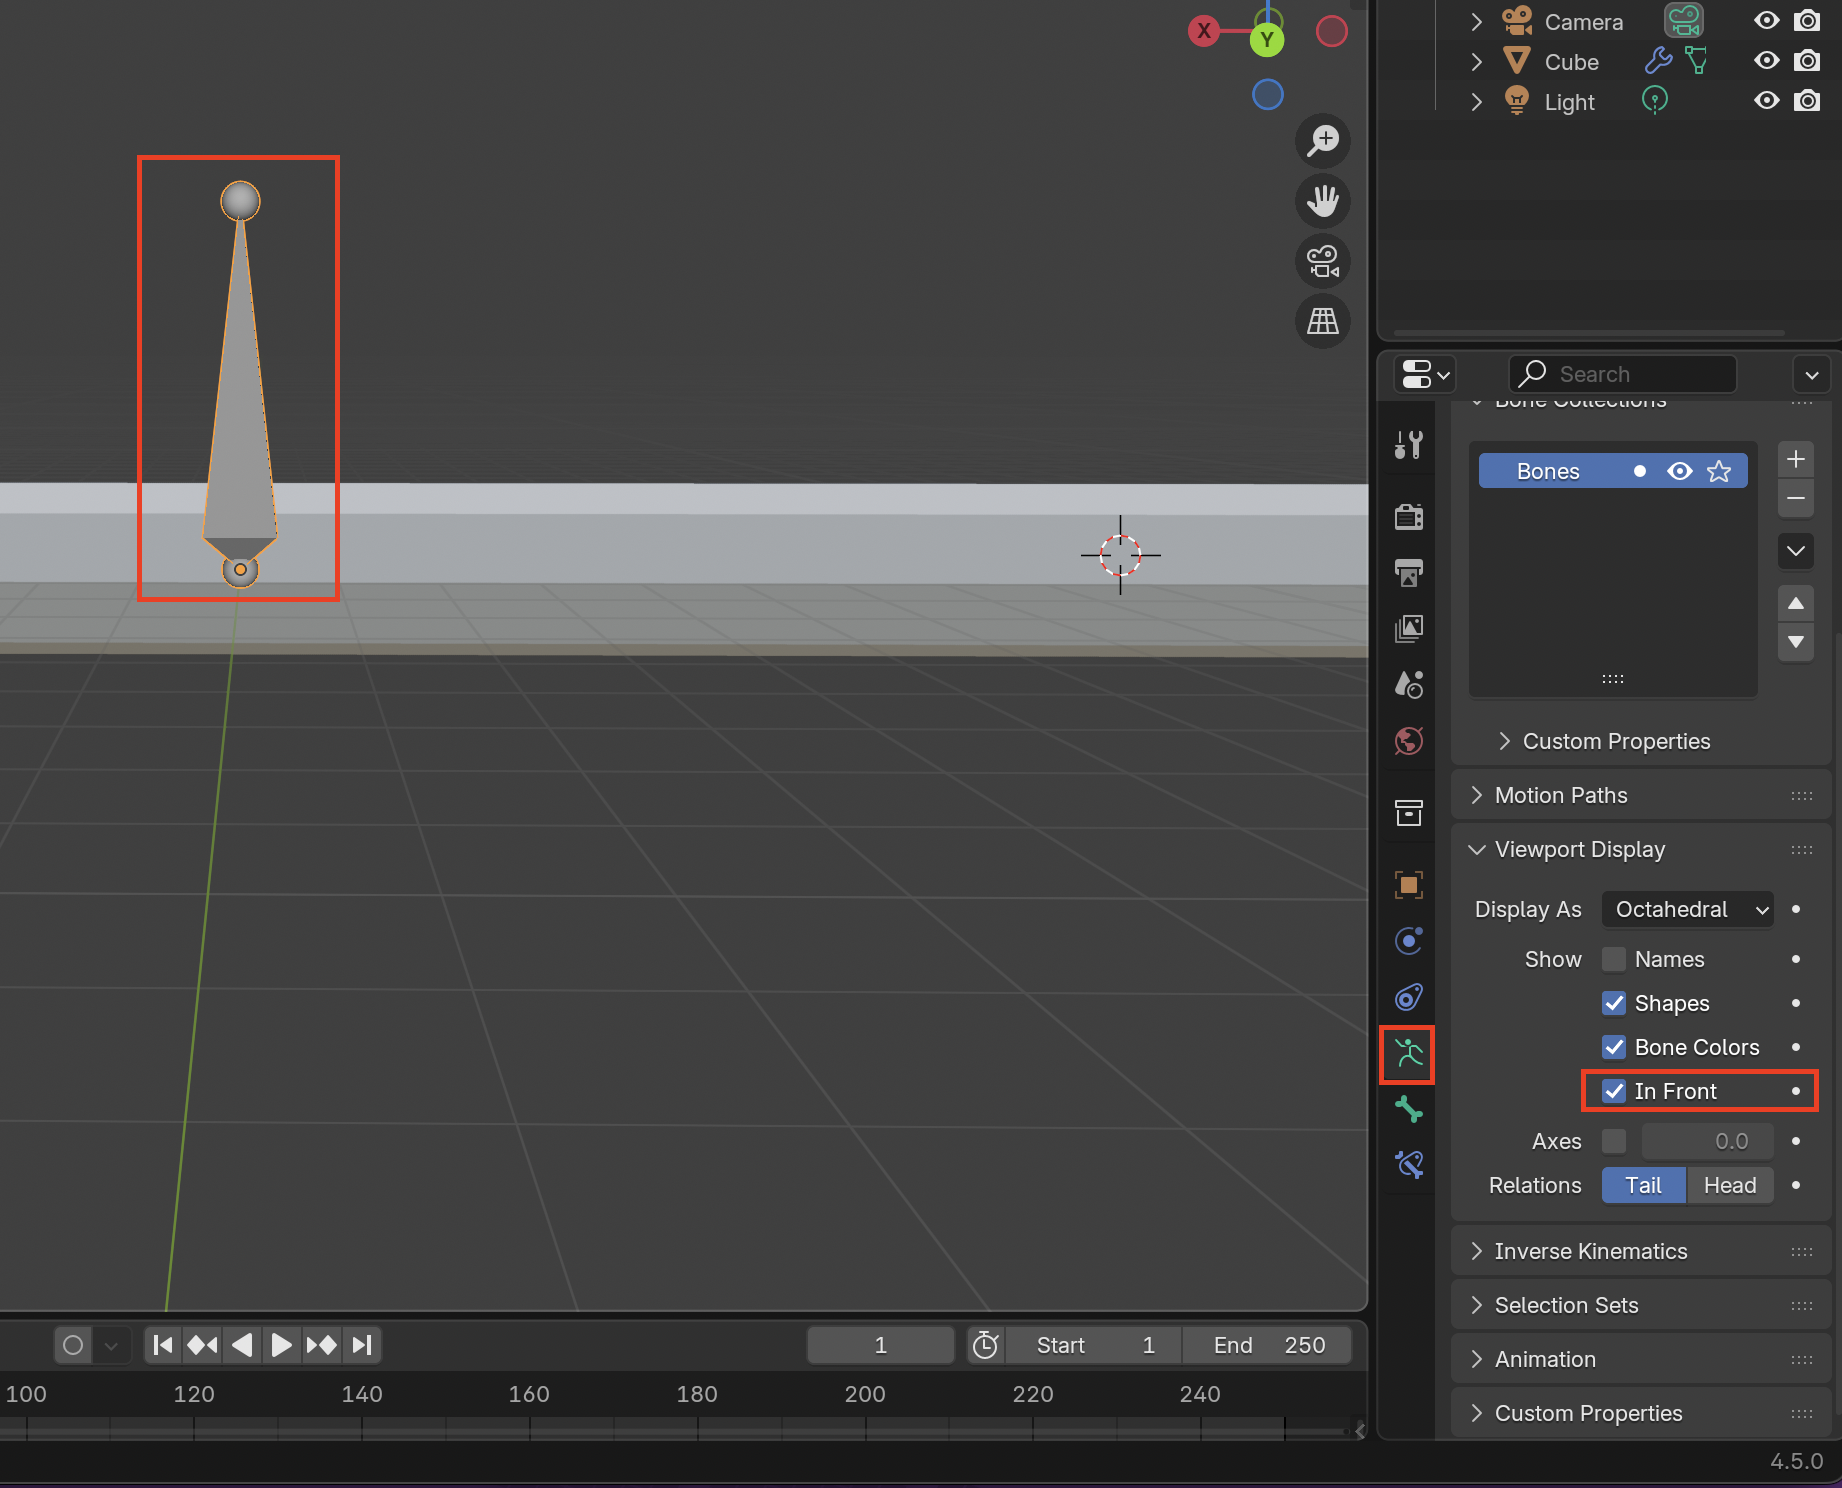 X
Y
Camera
Cube
Light
Search
Bone Collections
Bones
Custom Properties
Motion Paths
Viewport Display
Display As Octahedral
Show Names
Shapes
Bone Colors
In Front
Axes 0.0
Relations Tail Head
Inverse Kinematics
Selection Sets
Animation
Custom Properties
1 Start 1 End 250
100 120 140 160 180 200 220 240
4.5.0